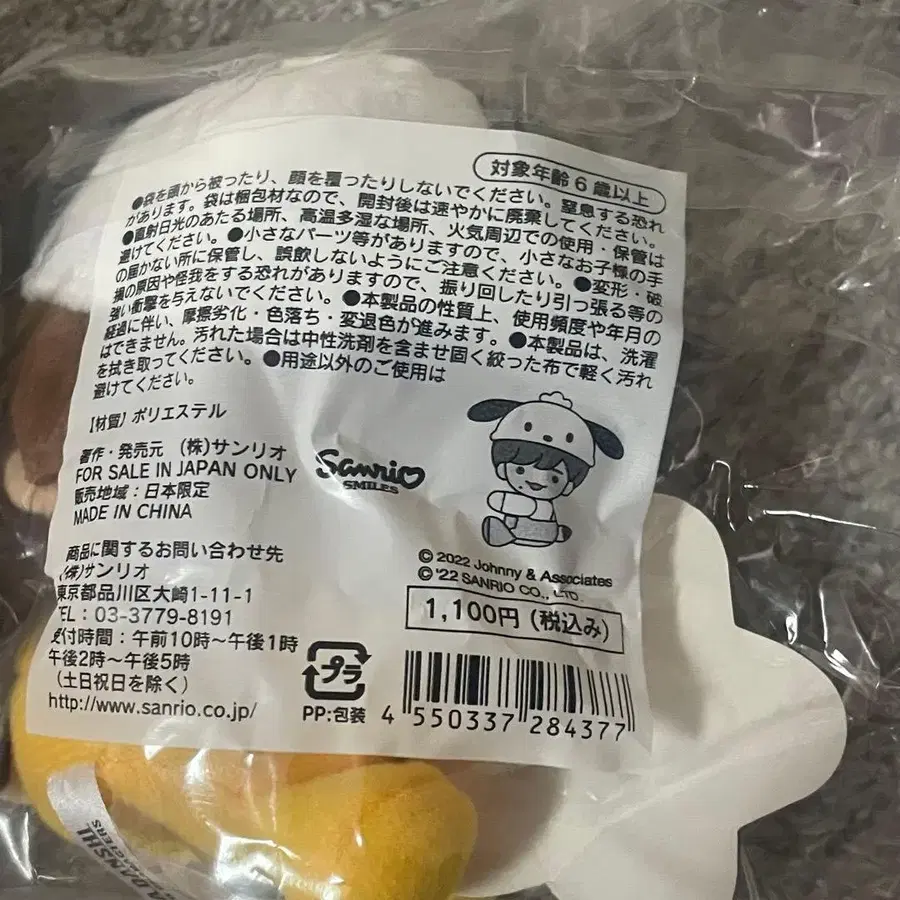 対象年齢6歳以上
●袋を頭から被ったり、顔を覆ったりしないでください。窒息する恐れ
があります。袋は梱包材なので、開封後は速やかに廃棄してください。
●直射日光のあたる場所、高温多湿な場所、火気周辺での使用・保管は
避けてください。●小さなパーツ等がありますので、小さなお子様の手
の届かない所に保管し、誤飲しないようにご注意ください。●変形・破
損の原因や怪我をする恐れがありますので、振り回したり引っ張る等の
強い衝撃を与えないでください。●本製品の性質上、使用頻度や年月の
経過に伴い、摩擦劣化・色落ち・変退色が進みます。●本製品は、洗濯
はできません。汚れた場合は中性洗剤を含ませ固く絞った布で軽く汚れ
を拭き取ってください。●用途以外のご使用は
避けてください。
【材質】ポリエステル
著作・発売元 (株)サンリオ
FOR SALE IN JAPAN ONLY
販売地域:日本限定
MADE IN CHINA
Sanrio
SMILES
商品に関するお問い合わせ先
(株)サンリオ
東京都品川区大崎1-11-1
TEL:03-3779-8191
受付時間:午前10時~午後1時
午後2時~午後5時
(土日祝日を除く)
http://www.sanrio.co.jp/
© 2022 Johnny & Associates
© '22 SANRIO CO., LTD.
1,100円(税込み)
プラ
PP:包装
4 550337 284377
DANSHI